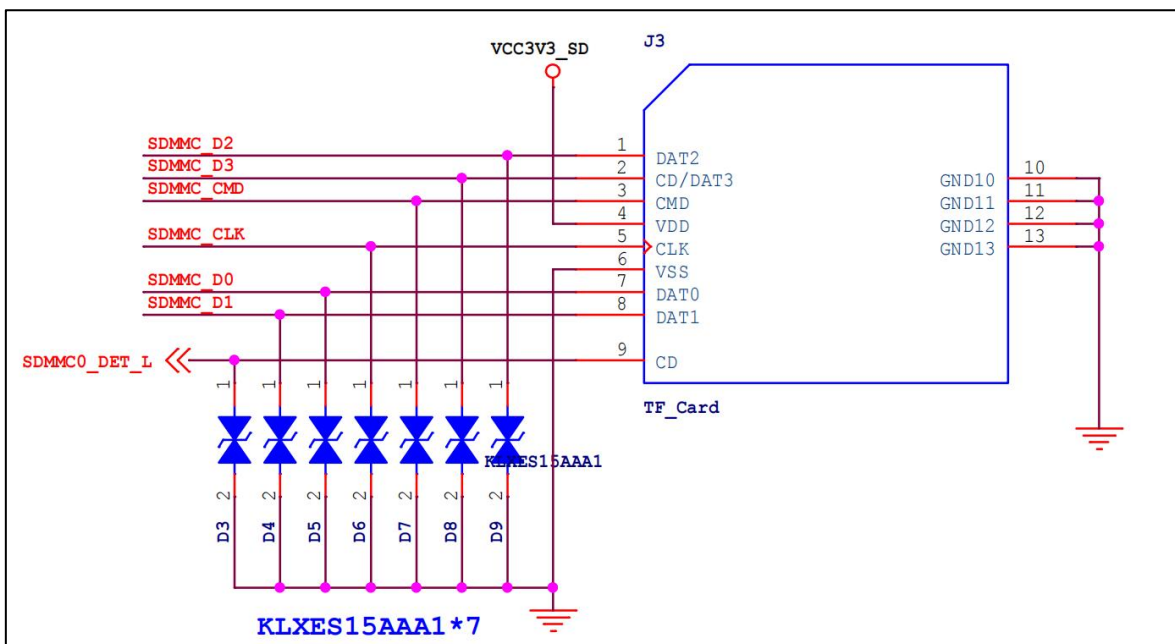 J3
VCC3V3_SD
SDMMC_D2
SDMMC_D3
SDMMC_CMD
SDMMC_CLK
SDMMC_D0
SDMMC_D1
SDMMC0_DET_L
1
2
3
4
5
6
7
8
9
DAT2
CD/DAT3
CMD
VDD
CLK
VSS
DAT0
DAT1
CD
GND10
GND11
GND12
GND13
10
11
12
13
TF_Card
1 1 1 1 1 1 1
KLXES15AAA1
2 2 2 2 2 2 2
D3 D4 D5 D6 D7 D8 D9
KLXES15AAA1*7